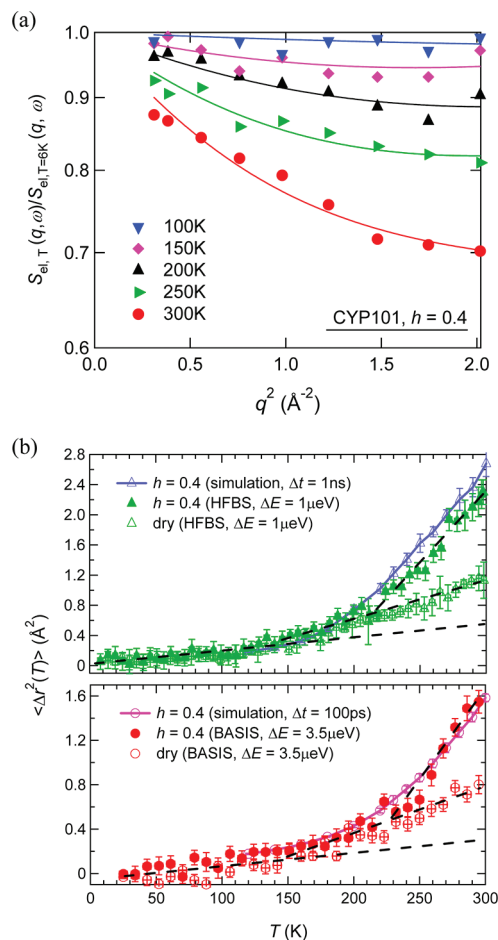 (a)
1.0
0.9
0.8
0.7
0.6
S_el, T (q,ω)/S_el,T=6K (q, ω)
100K
150K
200K
250K
300K
CYP101, h = 0.4
0.0 0.5 1.0 1.5 2.0
q² (Å⁻²)
(b)
2.8
2.4
2.0
1.6
1.2
0.8
0.4
0
h = 0.4 (simulation, Δt = 1ns)
h = 0.4 (HFBS, ΔE = 1μeV)
dry (HFBS, ΔE = 1μeV)
<Δr²(T)> (Å²)
1.6
1.2
0.8
0.4
0
h = 0.4 (simulation, Δt = 100ps)
h = 0.4 (BASIS, ΔE = 3.5μeV)
dry (BASIS, ΔE = 3.5μeV)
0 50 100 150 200 250 300
T (K)